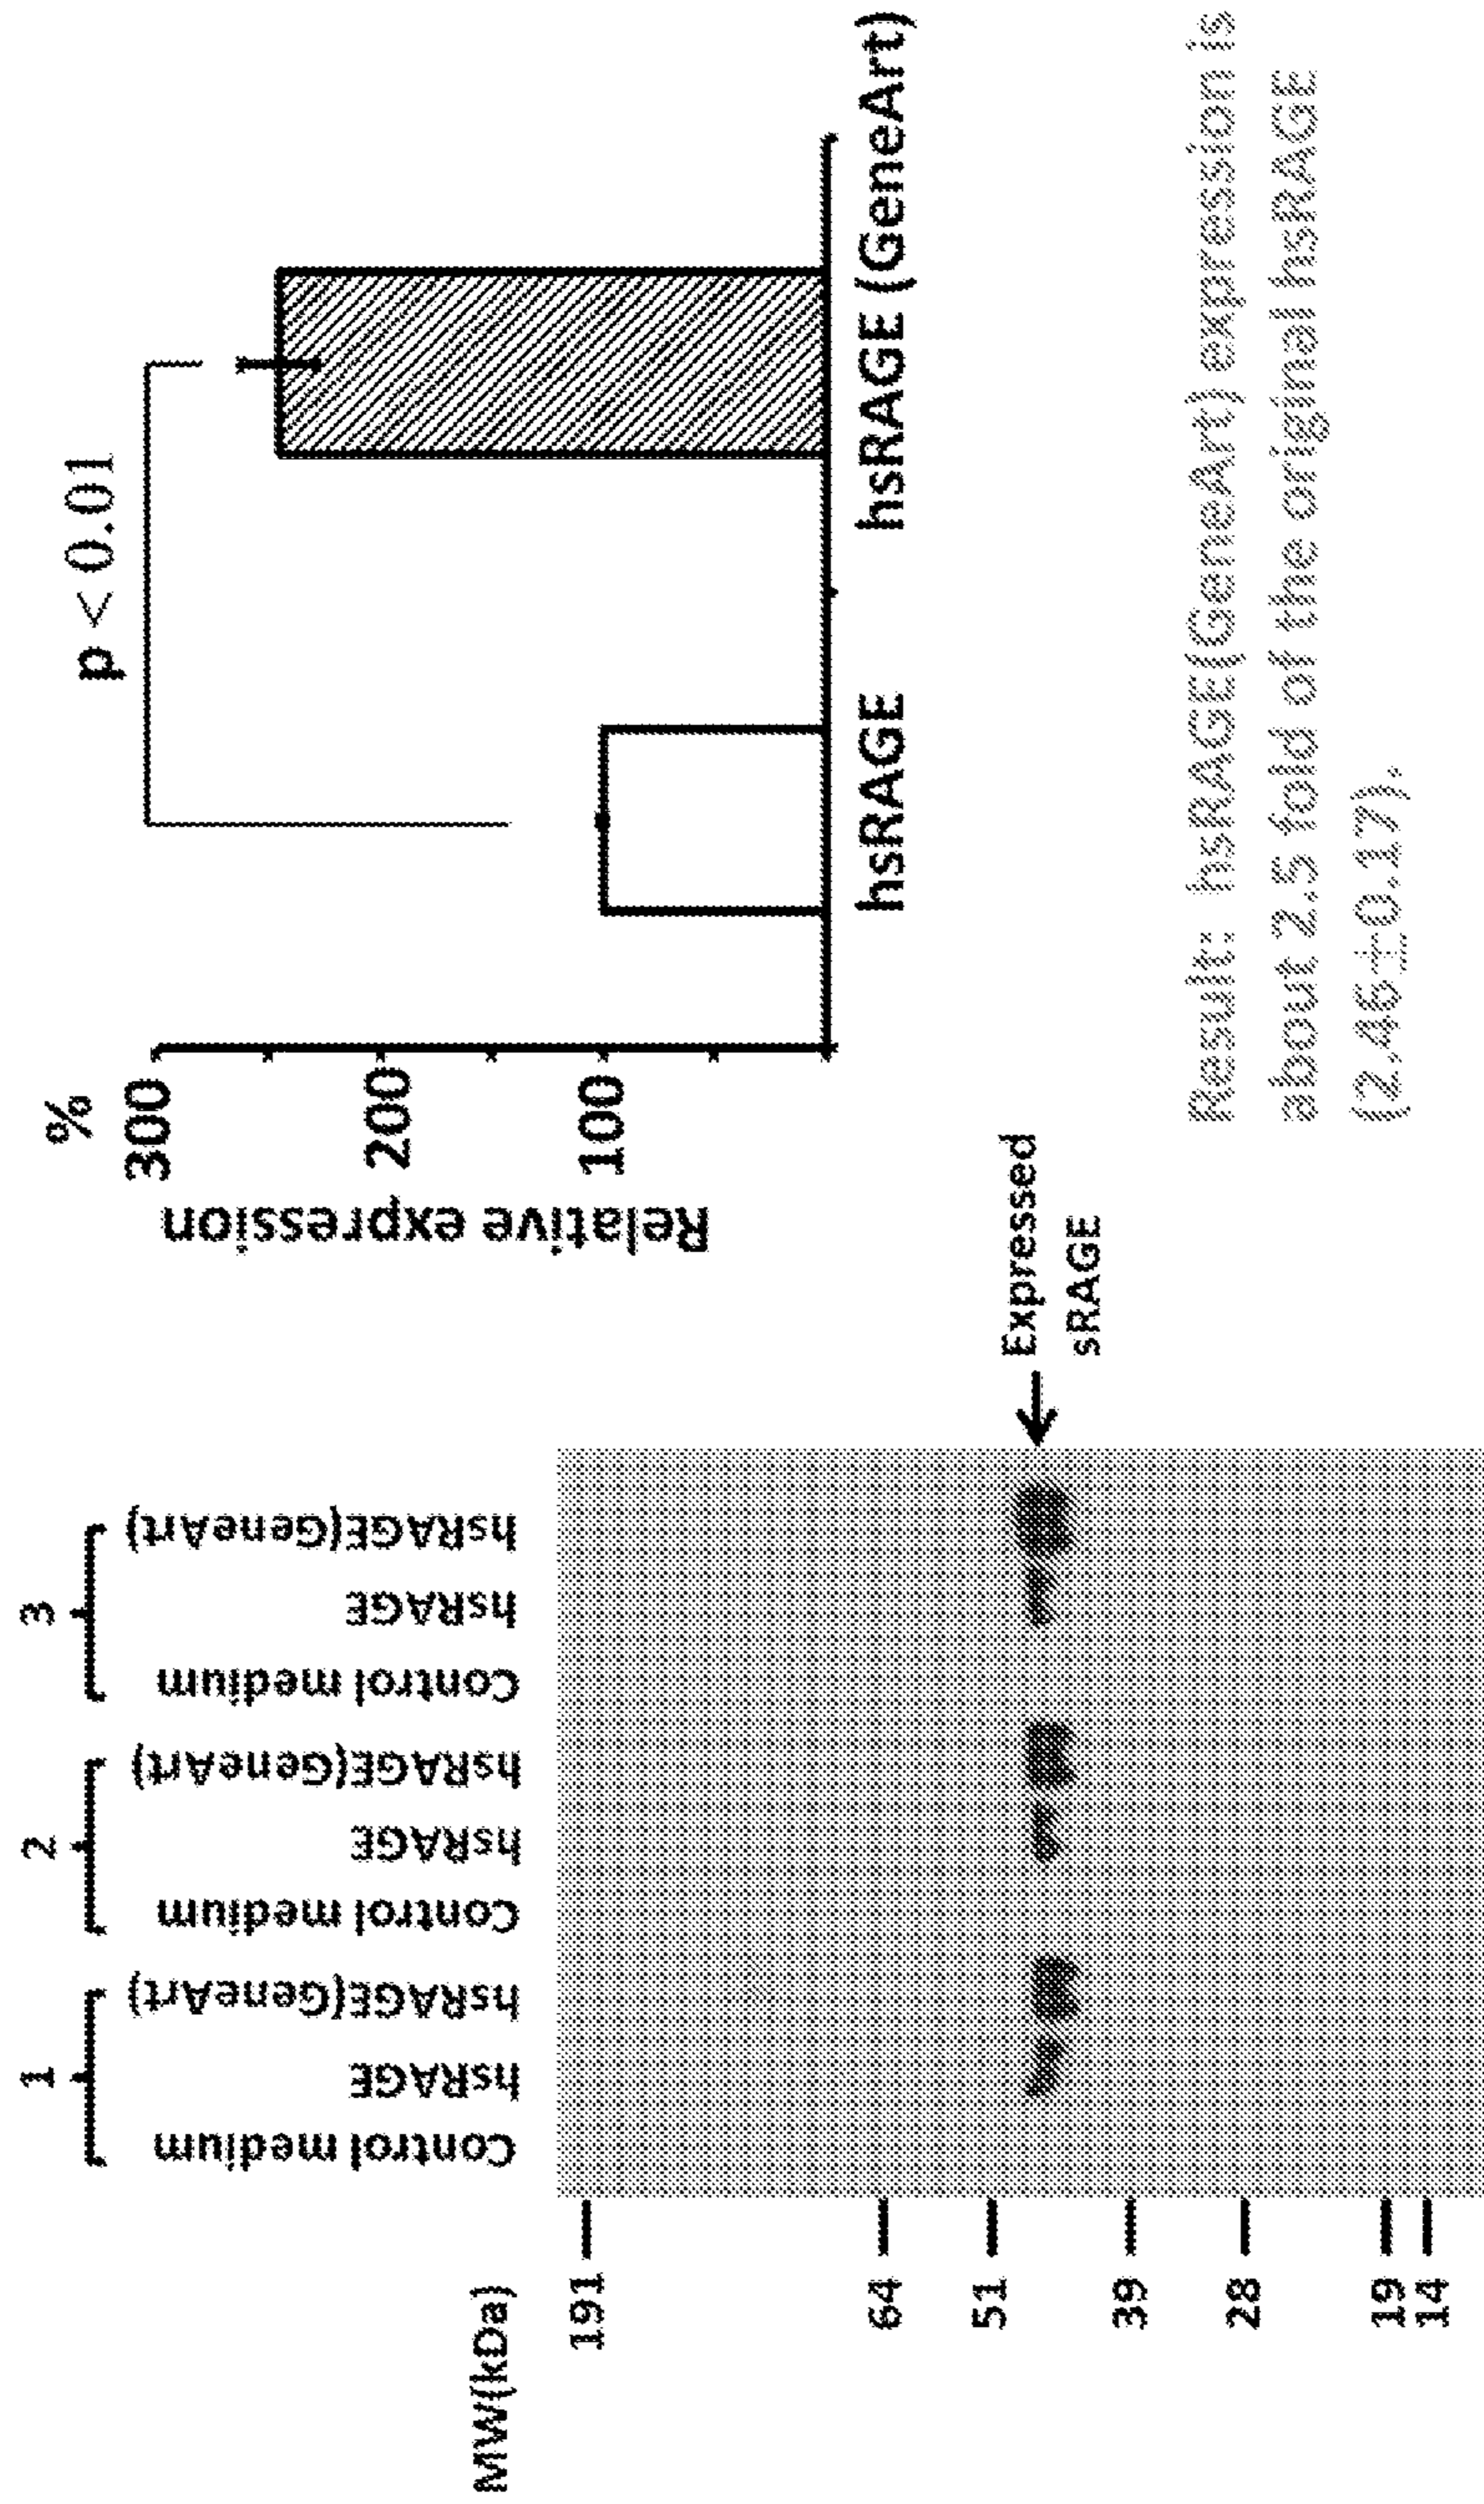 1
2
3
Control medium
hsRAGE
hsRAGE(GeneArt)
Control medium
hsRAGE
hsRAGE(GeneArt)
Control medium
hsRAGE
hsRAGE(GeneArt)
MW(kDa)
191
64
51
39
28
19
14
Expressed
sRAGE
%
300
200
100
Relative expression
p < 0.01
hsRAGE
hsRAGE (GeneArt)
Result: hsRAGE(GeneArt) expression is
about 2.5 fold of the original hsRAGE
(2.46±0.17).